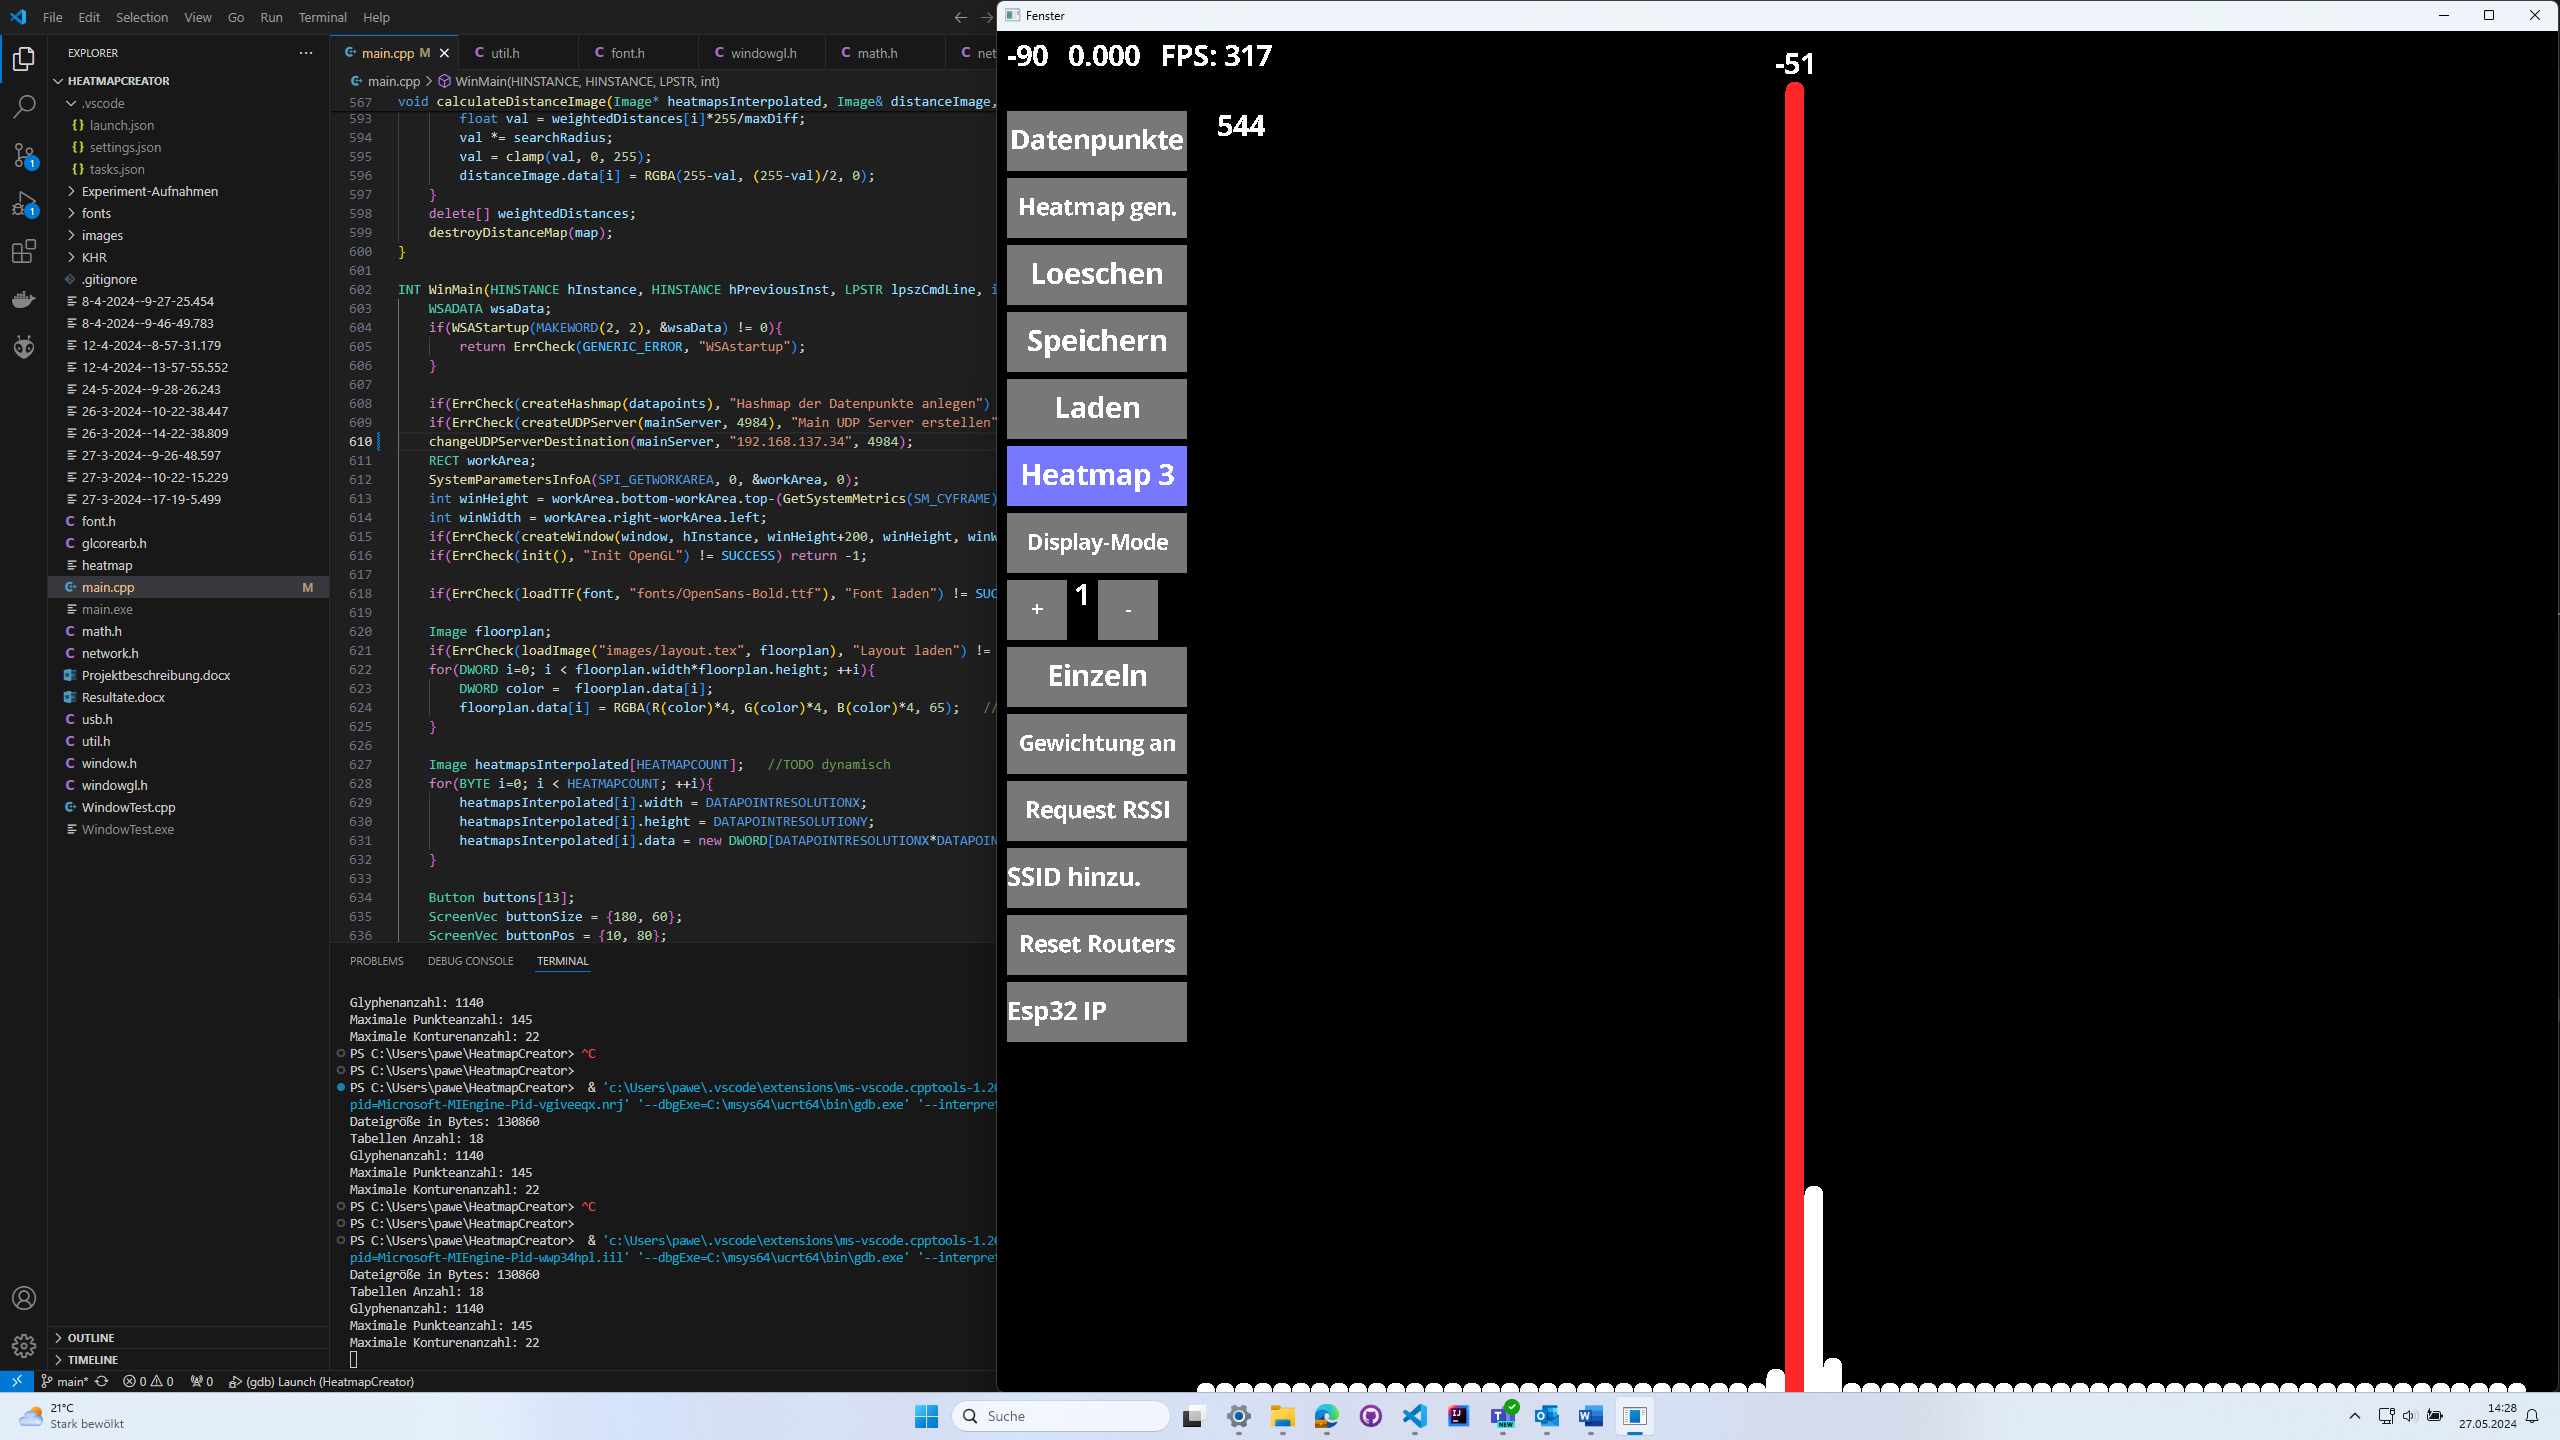 File Edit Selection View Go Run Terminal Help
EXPLORER
HEATMAPCREATOR
.vscode
launch.json
settings.json
tasks.json
Experiment-Aufnahmen
fonts
images
KHR
.gitignore
8-4-2024--9-27-25.454
8-4-2024--9-46-49.783
12-4-2024--8-57-31.179
12-4-2024--13-57-55.552
24-5-2024--9-28-26.243
26-3-2024--10-22-38.447
26-3-2024--14-22-38.809
27-3-2024--9-26-48.597
27-3-2024--10-22-15.229
27-3-2024--17-19-5.499
font.h
glcorearb.h
heatmap
main.cpp M
main.exe
math.h
network.h
Projektbeschreibung.docx
Resultate.docx
usb.h
util.h
window.h
windowgl.h
WindowTest.cpp
WindowTest.exe
OUTLINE
TIMELINE
main.cpp M util.h font.h windowgl.h math.h net
main.cpp > WinMain(HINSTANCE, HINSTANCE, LPSTR, int)
567 void calculateDistanceImage(Image* heatmapsInterpolated, Image& distanceImage,
593 float val = weightedDistances[i]*255/maxDiff;
594 val *= searchRadius;
595 val = clamp(val, 0, 255);
596 distanceImage.data[i] = RGBA(255-val, (255-val)/2, 0);
597 }
598 delete[] weightedDistances;
599 destroyDistanceMap(map);
600 }
601
602 INT WinMain(HINSTANCE hInstance, HINSTANCE hPreviousInst, LPSTR lpszCmdLine, i
603 WSADATA wsaData;
604 if(WSAStartup(MAKEWORD(2, 2), &wsaData) != 0){
605 return ErrCheck(GENERIC_ERROR, "WSAstartup");
606 }
607
608 if(ErrCheck(createHashmap(datapoints), "Hashmap der Datenpunkte anlegen")
609 if(ErrCheck(createUDPServer(mainServer, 4984), "Main UDP Server erstellen"
610 changeUDPServerDestination(mainServer, "192.168.137.34", 4984);
611 RECT workArea;
612 SystemParametersInfoA(SPI_GETWORKAREA, 0, &workArea, 0);
613 int winHeight = workArea.bottom-workArea.top-(GetSystemMetrics(SM_CYFRAME)
614 int winWidth = workArea.right-workArea.left;
615 if(ErrCheck(createWindow(window, hInstance, winHeight+200, winHeight, winW
616 if(ErrCheck(init(), "Init OpenGL") != SUCCESS) return -1;
617
618 if(ErrCheck(loadTTF(font, "fonts/OpenSans-Bold.ttf"), "Font laden") != SUC
619
620 Image floorplan;
621 if(ErrCheck(loadImage("images/layout.tex", floorplan), "Layout laden") !=
622 for(DWORD i=0; i < floorplan.width*floorplan.height; ++i){
623 DWORD color = floorplan.data[i];
624 floorplan.data[i] = RGBA(R(color)*4, G(color)*4, B(color)*4, 65); //
625 }
626
627 Image heatmapsInterpolated[HEATMAPCOUNT]; //TODO dynamisch
628 for(BYTE i=0; i < HEATMAPCOUNT; ++i){
629 heatmapsInterpolated[i].width = DATAPOINTRESOLUTIONX;
630 heatmapsInterpolated[i].height = DATAPOINTRESOLUTIONY;
631 heatmapsInterpolated[i].data = new DWORD[DATAPOINTRESOLUTIONX*DATAPOIN
632 }
633
634 Button buttons[13];
635 ScreenVec buttonSize = {180, 60};
636 ScreenVec buttonPos = {10, 80};
PROBLEMS DEBUG CONSOLE TERMINAL
Glyphenanzahl: 1140
Maximale Punkteanzahl: 145
Maximale Konturenanzahl: 22
PS C:\Users\pawe\HeatmapCreator> ^C
PS C:\Users\pawe\HeatmapCreator>
PS C:\Users\pawe\HeatmapCreator> & 'c:\Users\pawe\.vscode\extensions\ms-vscode.cpptools-1.20
pid=Microsoft-MIEngine-Pid-vgiveeqx.nrj' '--dbgExe=C:\msys64\ucrt64\bin\gdb.exe' '--interpret
Dateigröße in Bytes: 130860
Tabellen Anzahl: 18
Glyphenanzahl: 1140
Maximale Punkteanzahl: 145
Maximale Konturenanzahl: 22
PS C:\Users\pawe\HeatmapCreator> ^C
PS C:\Users\pawe\HeatmapCreator>
PS C:\Users\pawe\HeatmapCreator> & 'c:\Users\pawe\.vscode\extensions\ms-vscode.cpptools-1.20
pid=Microsoft-MIEngine-Pid-wwp34hpl.iil' '--dbgExe=C:\msys64\ucrt64\bin\gdb.exe' '--interpret
Dateigröße in Bytes: 130860
Tabellen Anzahl: 18
Glyphenanzahl: 1140
Maximale Punkteanzahl: 145
Maximale Konturenanzahl: 22
main* 0 0 0 (gdb) Launch (HeatmapCreator)
Fenster
-90 0.000 FPS: 317
-51
544
Datenpunkte
Heatmap gen.
Loeschen
Speichern
Laden
Heatmap 3
Display-Mode
+ 1 -
Einzeln
Gewichtung an
Request RSSI
SSID hinzu.
Reset Routers
Esp32 IP
21°C
Stark bewölkt
Suche
NEW
14:28
27.05.2024